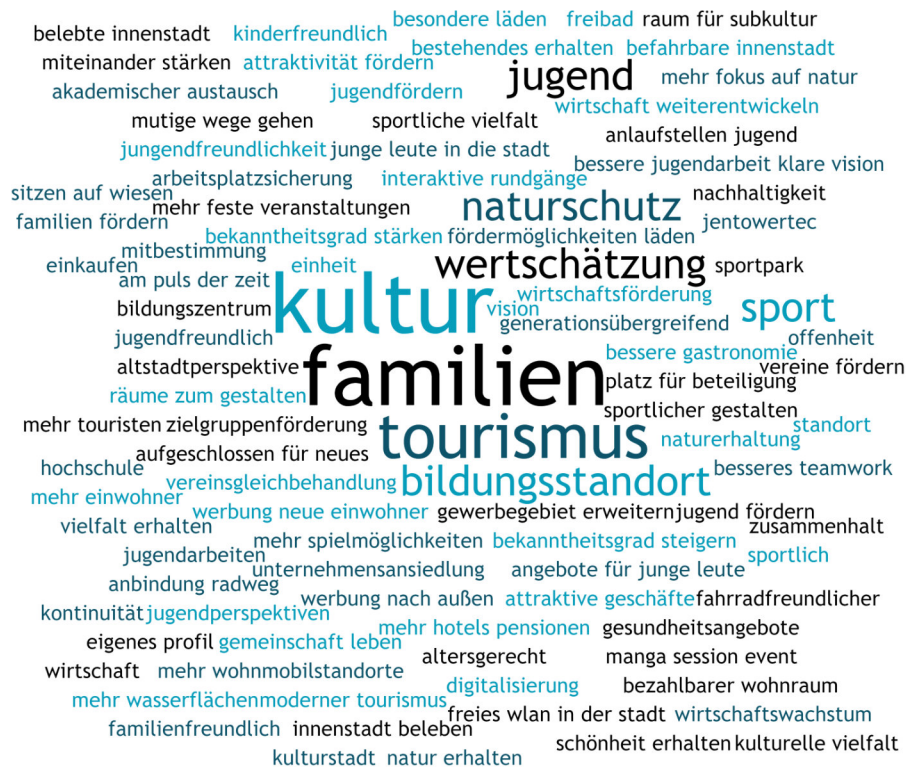 besondere läden freibad raum für subkultur
belebte innenstadt kinderfreundlich
bestehendes erhalten befahrbare innenstadt
miteinander stärken attraktivität fördern
jugend mehr fokus auf natur
akademischer austausch jugendfördern
wirtschaft weiterentwickeln
mutige wege gehen sportliche vielfalt
anlaufstellen jugend
jungendfreundlichkeit junge leute in die stadt
bessere jugendarbeit klare vision
arbeitsplatzsicherung interaktive rundgänge
sitzen auf wiesen nachhaltigkeit
mehr feste veranstaltungen naturschutz
familien fördern jentowertec
bekanntheitsgrad stärken fördermöglichkeiten läden
mitbestimmung
einkaufen einheit wertschätzung sportpark
am puls der zeit
wirtschaftsförderung
bildungszentrum kultur vision sport
generationsübergreifend
jugendfreundlich offenheit
bessere gastronomie
altstadtperspektive vereine fördern
familien platz für beteiligung
räume zum gestalten
sportlicher gestalten
mehr touristen zielgruppenförderung standort
tourismus naturerhaltung
aufgeschlossen für neues
hochschule besseres teamwork
vereinsgleichbehandlung bildungsstandort
mehr einwohner
werbung neue einwohner gewerbegebiet erweitern jugend fördern
vielfalt erhalten zusammenhalt
mehr spielmöglichkeiten bekanntheitsgrad steigern
jugendarbeiten sportlich
unternehmensansiedlung angebote für junge leute
anbindung radweg
werbung nach außen attraktive geschäfte fahrradfreundlicher
kontinuität jugendperspektiven
mehr hotels pensionen gesundheitsangebote
eigenes profil gemeinschaft leben
altersgerecht manga session event
wirtschaft mehr wohnmobilstandorte
digitalisierung bezahlbarer wohnraum
mehr wasserflächen moderner tourismus
freies wlan in der stadt wirtschaftswachstum
familienfreundlich innenstadt beleben
schönheit erhalten kulturelle vielfalt
kulturstadt natur erhalten